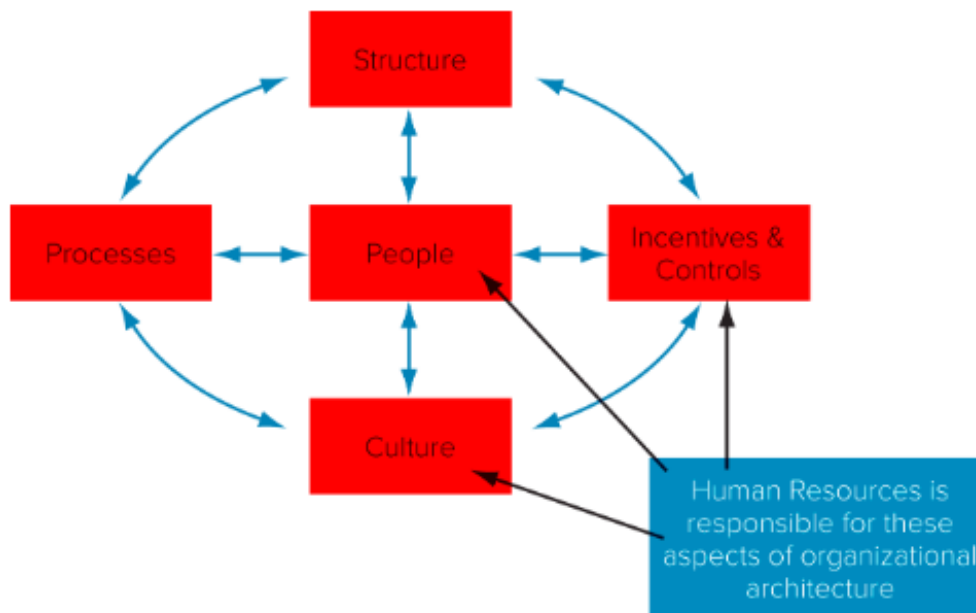 Structure
Processes
People
Incentives &
Controls
Culture
Human Resources is
responsible for these
aspects of organizational
architecture